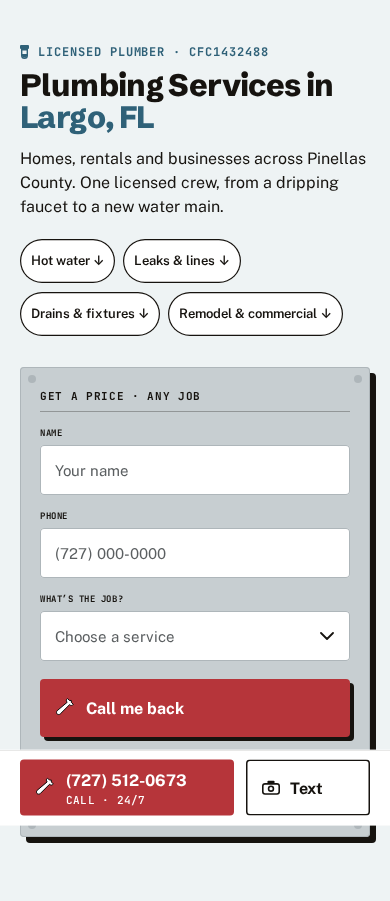 LICENSED PLUMBER · CFC1432488
Plumbing Services in
Largo, FL
Homes, rentals and businesses across Pinellas
County. One licensed crew, from a dripping
faucet to a new water main.
Hot water ↓
Leaks & lines ↓
Drains & fixtures ↓
Remodel & commercial ↓
GET A PRICE · ANY JOB
NAME
Your name
PHONE
(727) 000-0000
WHAT'S THE JOB?
Choose a service
Call me back
(727) 512-0673
CALL · 24/7
Text